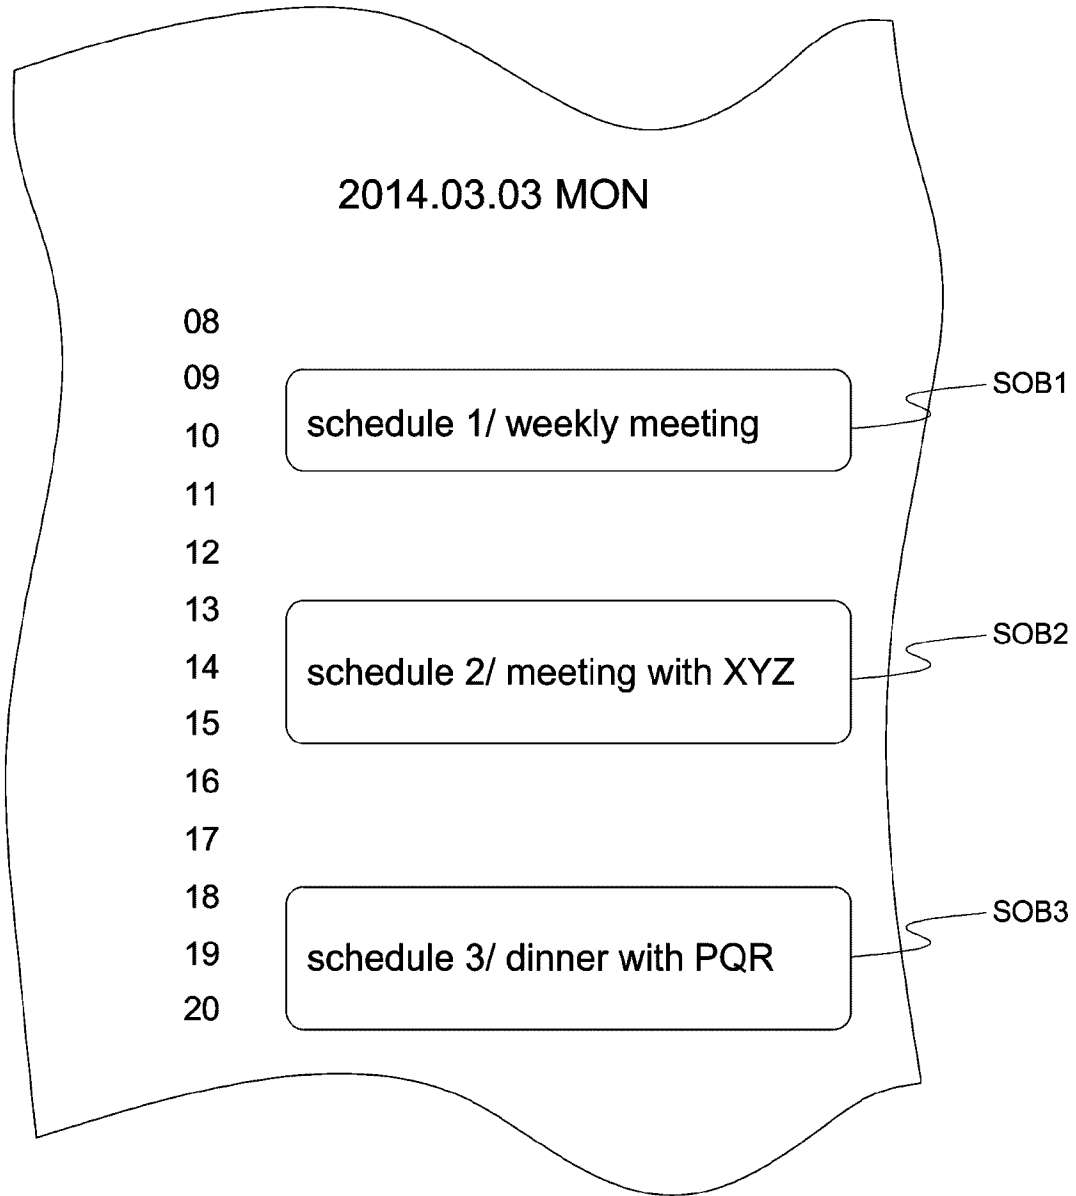 2014.03.03 MON
08
09
schedule 1/ weekly meeting
SOB1
10
11
12
13
schedule 2/ meeting with XYZ
SOB2
14
15
16
17
18
schedule 3/ dinner with PQR
SOB3
19
20